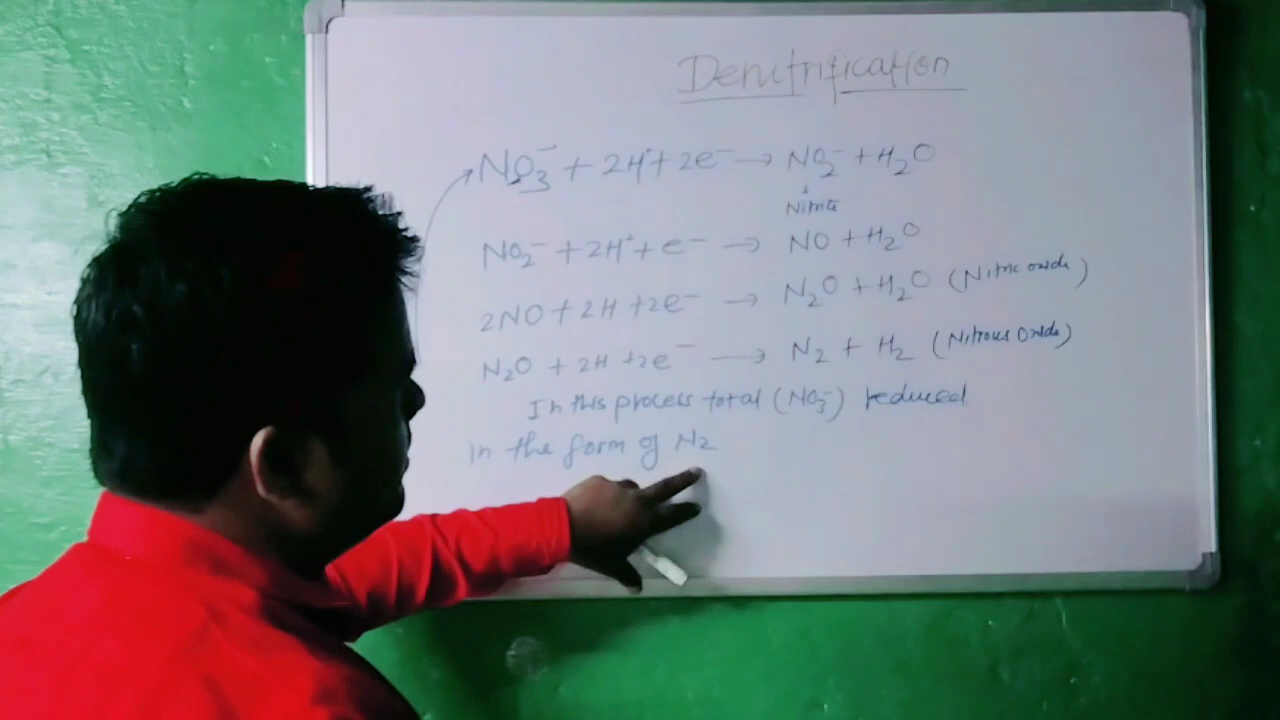 Denitrification
NO₃⁻ + 2H⁺ + 2e⁻ → NO₂⁻ + H₂O
Nitrite
NO₂⁻ + 2H⁺ + e⁻ → NO + H₂O
2NO + 2H + 2e⁻ → N₂O + H₂O (Nitric oxide)
N₂O + 2H + 2e⁻ → N₂ + H₂ (Nitrous Oxide)
In this process total (NO₃⁻) reduced
in the form of N₂